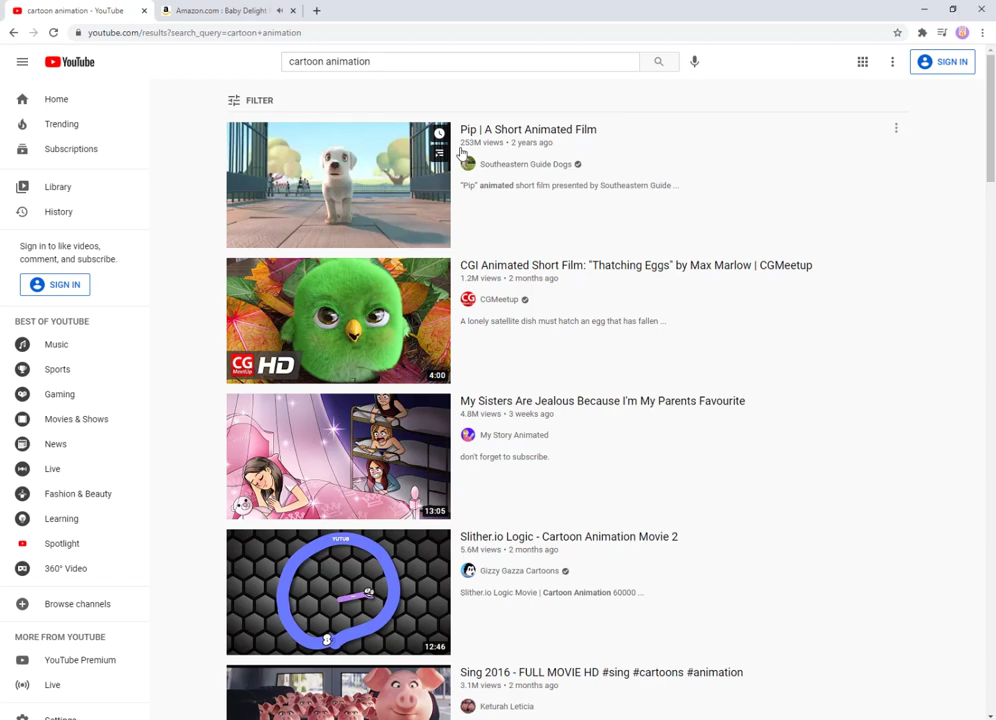 cartoon animation - YouTube
Amazon.com : Baby Delight
youtube.com/results?search_query=cartoon+animation
YouTube
cartoon animation
SIGN IN
FILTER
Home
Trending
Subscriptions
Library
History
Sign in to like videos,
comment, and subscribe.
SIGN IN
BEST OF YOUTUBE
Music
Sports
Gaming
Movies & Shows
News
Live
Fashion & Beauty
Learning
Spotlight
360° Video
Browse channels
MORE FROM YOUTUBE
YouTube Premium
Live
Settings
Pip | A Short Animated Film
253M views • 2 years ago
Southeastern Guide Dogs
"Pip" animated short film presented by Southeastern Guide ...
CG MeetUp HD
4:00
CGI Animated Short Film: "Thatching Eggs" by Max Marlow | CGMeetup
1.2M views • 2 months ago
CG CGMeetup
A lonely satellite dish must hatch an egg that has fallen ...
13:05
My Sisters Are Jealous Because I'm My Parents Favourite
4.8M views • 3 weeks ago
My Story Animated
don't forget to subscribe.
YUTUB
12:46
Slither.io Logic - Cartoon Animation Movie 2
5.6M views • 2 months ago
Gizzy Gazza Cartoons
Slither.io Logic Movie | Cartoon Animation 60000 ...
Sing 2016 - FULL MOVIE HD #sing #cartoons #animation
3.1M views • 2 months ago
Keturah Leticia